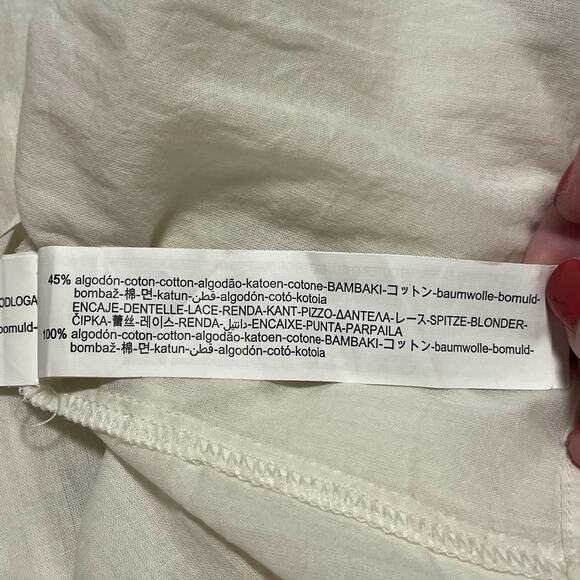 ODLOGA
omuld-
45% algodón-coton-cotton-algodão-katoen-cotone-BAMBAKI-コットン-baumwolle-bomuld-
bombaž-棉-면-katun-قطن-algodón-cotó-kotoia
ENCAJE-DENTELLE-LACE-RENDA-KANT-PIZZO-ΔΑΝΤΕΛΑ-レース-SPITZE-BLONDER-
ČIPKA-蕾丝-레이스-RENDA-دانتيل-ENCAIXE-PUNTA-PARPAILA
100% algodón-coton-cotton-algodão-katoen-cotone-BAMBAKI-コットン-baumwolle-bomuld-
bombaž-棉-면-katun-قطن-algodón-cotó-kotoia